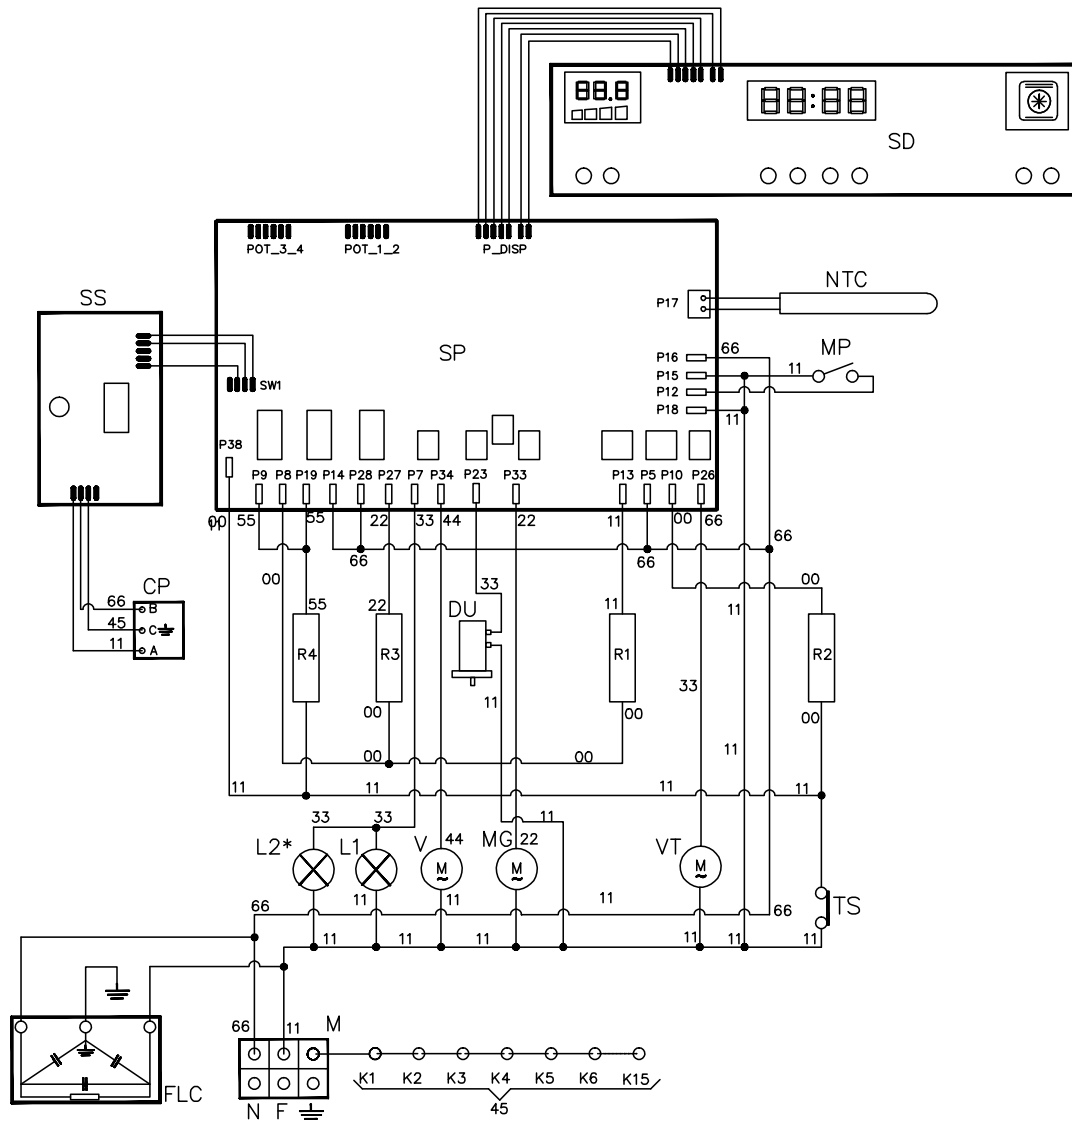 88.8
88:88
SD
POT_3_4
POT_1_2
P_DISP
SS
NTC
P17
SP
SW1
P16
66
MP
P15
11
P12
P18
11
P38
P9
P8
P19
P14
P28
P27
P7
P34
P23
P33
P13
P5
P10
P26
00
55
55
22
33
44
22
11
00
66
66
66
66
00
33
00
CP
66
B
45
C
11
A
55
22
DU
11
11
R4
R3
R1
R2
33
11
00
00
00
00
00
11
11
11
11
11
11
33
33
L2*
L1
V
44
MG
22
VT
M
M
M
11
11
11
66
66
TS
11
11
11
11
11
11
66
11
M
K1
K2
K3
K4
K5
K6
K15
45
FLC
N
F